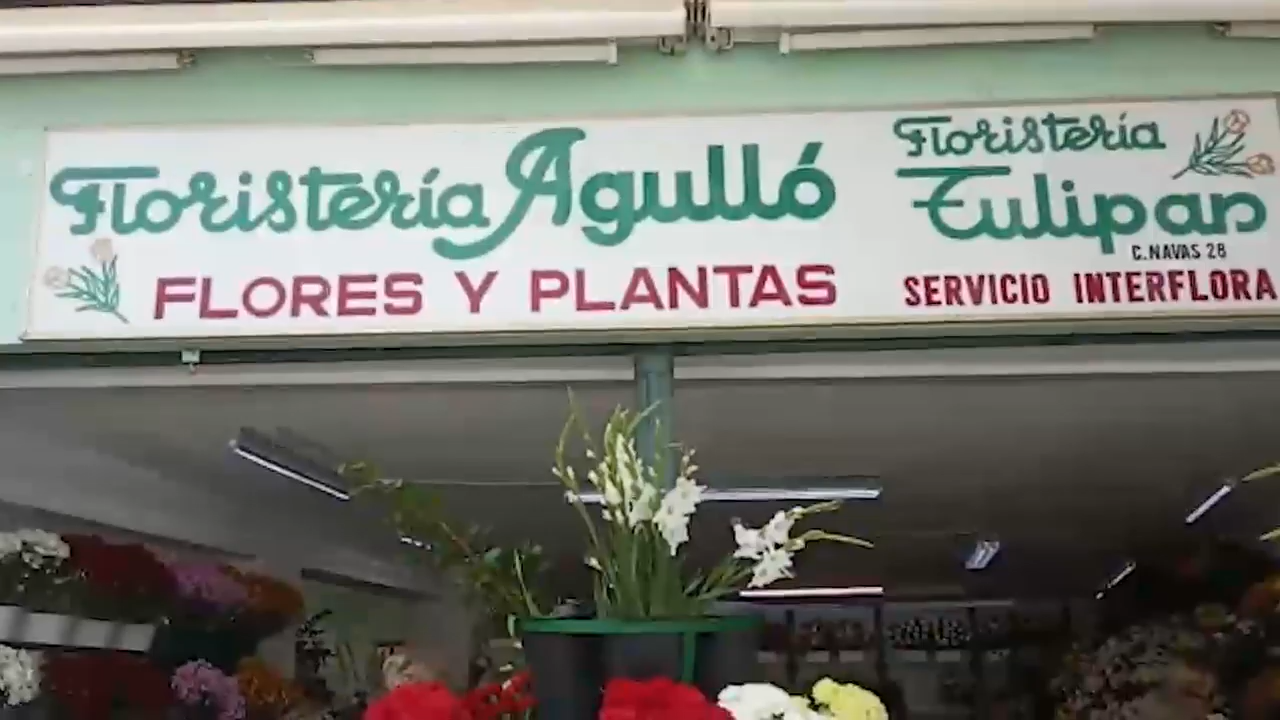 Floristería Agulló
FLORES Y PLANTAS
Floristería
Tulipan
C. NAVAS 28
SERVICIO INTERFLORA